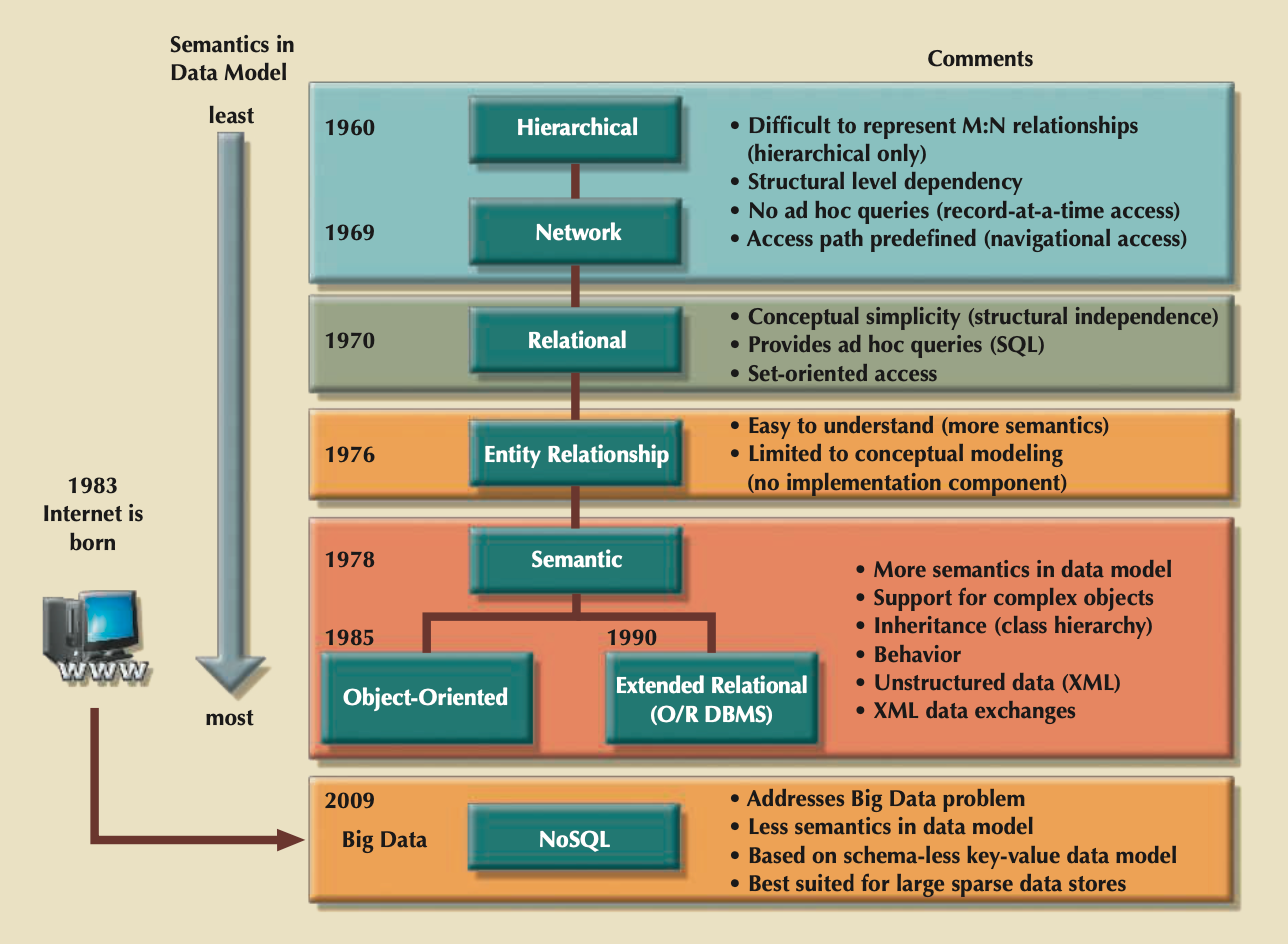 Semantics in
Data Model
Comments
least
1960
Hierarchical
• Difficult to represent M:N relationships
(hierarchical only)
• Structural level dependency
• No ad hoc queries (record-at-a-time access)
• Access path predefined (navigational access)
1969
Network
1970
Relational
• Conceptual simplicity (structural independence)
• Provides ad hoc queries (SQL)
• Set-oriented access
1976
Entity Relationship
• Easy to understand (more semantics)
• Limited to conceptual modeling
(no implementation component)
1983
Internet is
born
WWW
1978
Semantic
1985
Object-Oriented
1990
Extended Relational
(O/R DBMS)
• More semantics in data model
• Support for complex objects
• Inheritance (class hierarchy)
• Behavior
• Unstructured data (XML)
• XML data exchanges
most
2009
Big Data
NoSQL
• Addresses Big Data problem
• Less semantics in data model
• Based on schema-less key-value data model
• Best suited for large sparse data stores